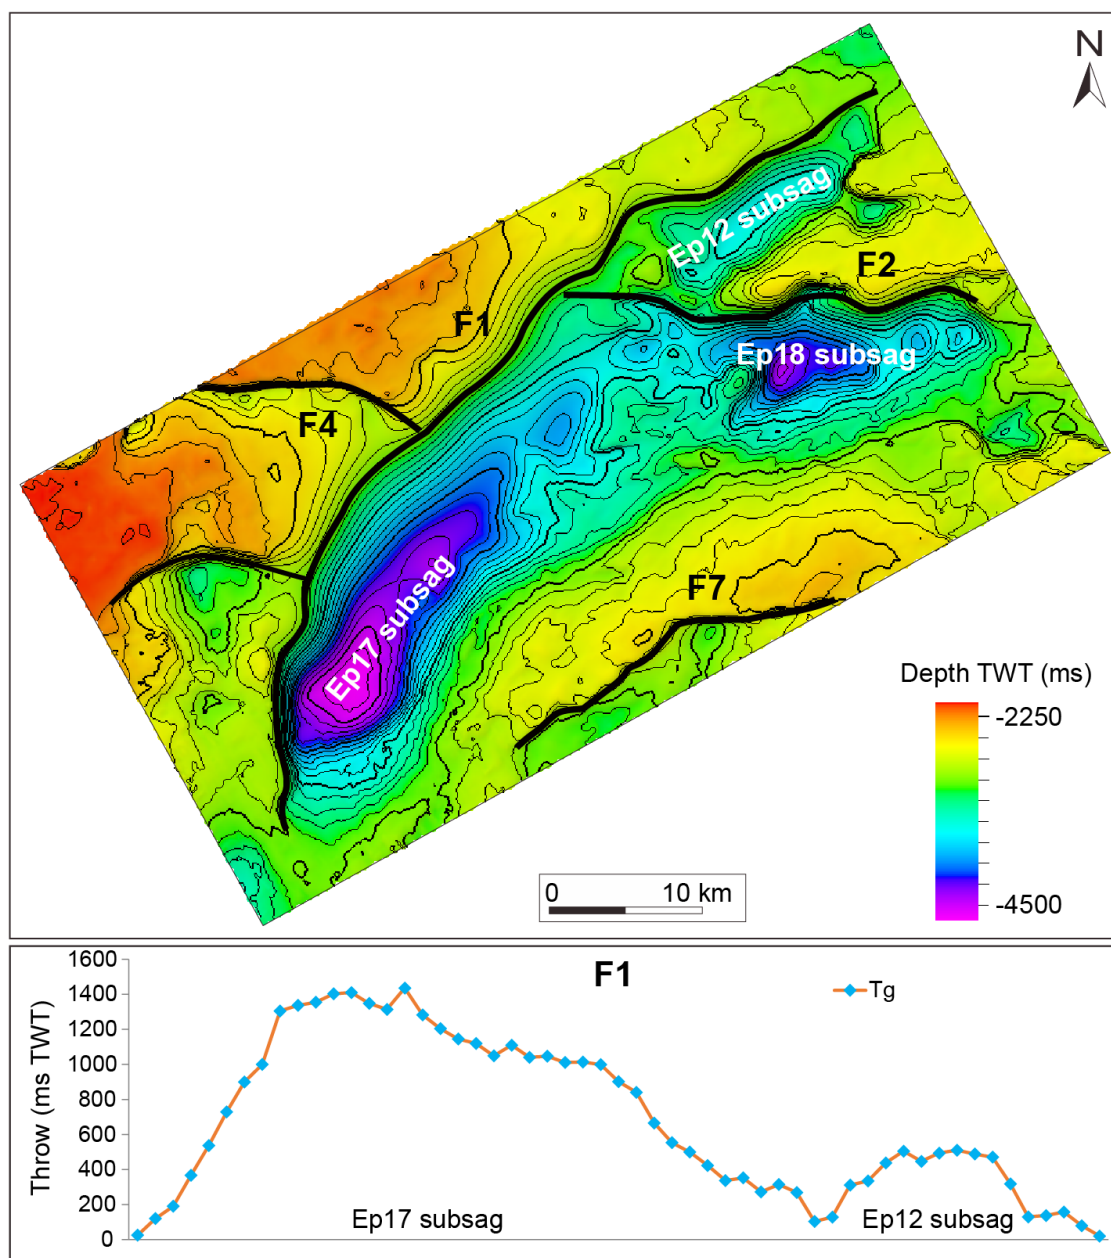 N
Ep12 subsag
F2
F1
Ep18 subsag
F4
Ep17 subsag
F7
Depth TWT (ms)
-2250
-4500
0 10 km
F1
Tg
Throw (ms TWT)
1600
1400
1200
1000
800
600
400
200
0
Ep17 subsag
Ep12 subsag